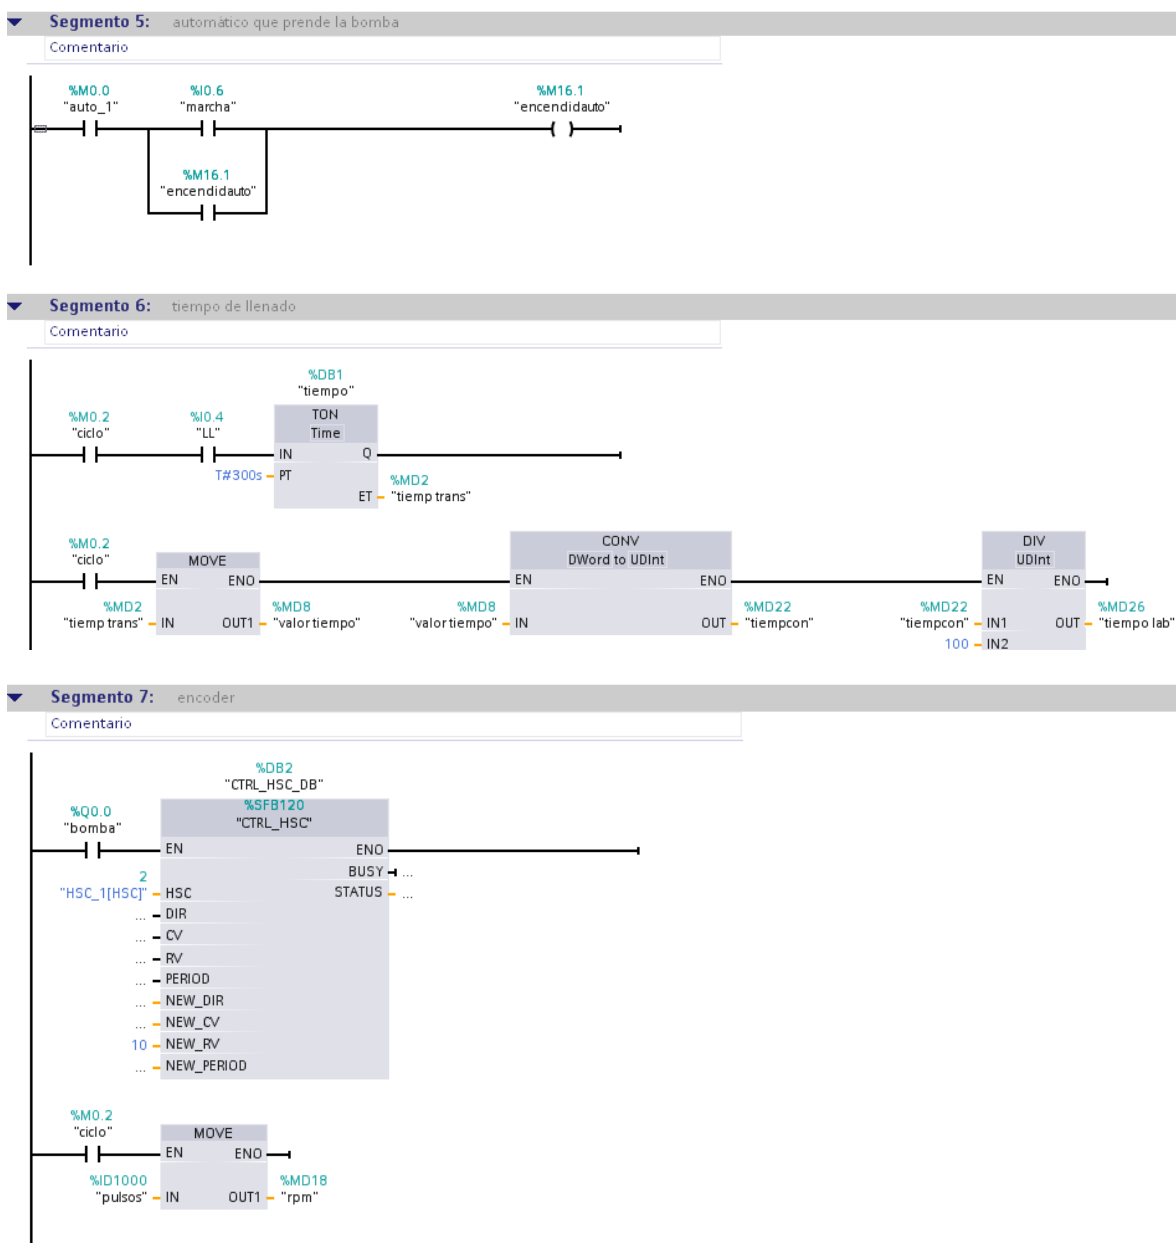 Segmento 5: automático que prende la bomba
Comentario
%M0.0 %I0.6 %M16.1
"auto_1" "marcha" "encendidauto"
%M16.1
"encendidauto"
Segmento 6: tiempo de llenado
Comentario
%DB1
"tiempo"
%M0.2 %I0.4 TON
"ciclo" "LL" Time
IN Q
T#300s PT %MD2
ET "tiemp trans"
%M0.2 CONV DIV
"ciclo" MOVE DWord to UDInt UDInt
EN ENO EN ENO EN ENO
%MD2 %MD8 %MD8 %MD22 %MD22 %MD26
"tiemp trans" IN OUT1 "valor tiempo" "valor tiempo" IN OUT "tiempcon" "tiempcon" IN1 OUT "tiempo lab"
100 IN2
Segmento 7: encoder
Comentario
%DB2
"CTRL_HSC_DB"
%Q0.0 %SFB120
"bomba" "CTRL_HSC"
EN ENO
2 BUSY ...
"HSC_1[HSC]" HSC STATUS ...
... DIR
... CV
... RV
... PERIOD
... NEW_DIR
... NEW_CV
10 NEW_RV
... NEW_PERIOD
%M0.2
"ciclo" MOVE
EN ENO
%ID1000 %MD18
"pulsos" IN OUT1 "rpm"